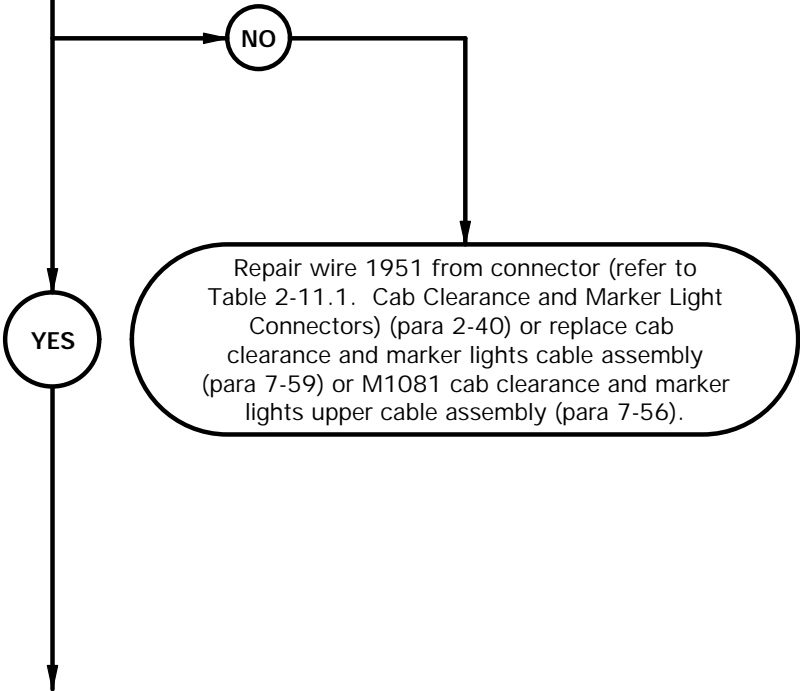 NO
Repair wire 1951 from connector (refer to
Table 2-11.1.  Cab Clearance and Marker Light
Connectors) (para 2-40) or replace cab
clearance and marker lights cable assembly
(para 7-59) or M1081 cab clearance and marker
lights upper cable assembly (para 7-56).
YES